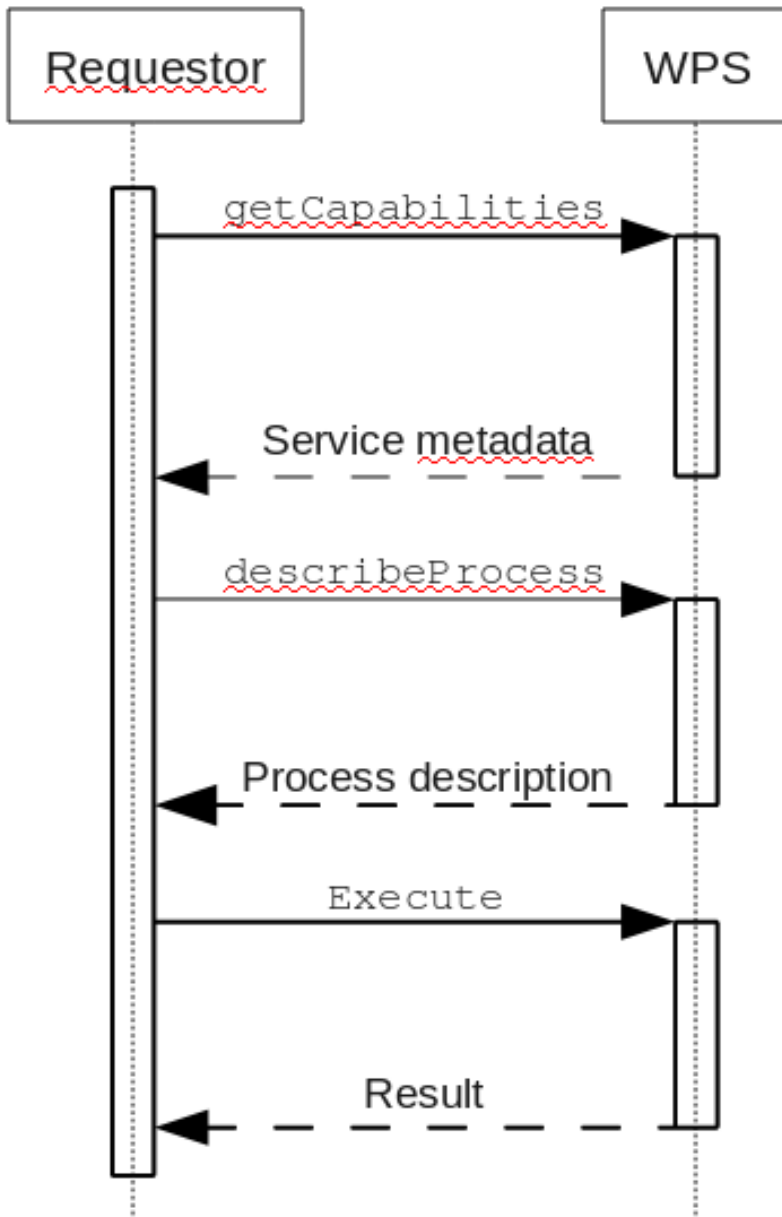 Requestor
WPS
getCapabilities
Service metadata
describeProcess
Process description
Execute
Result